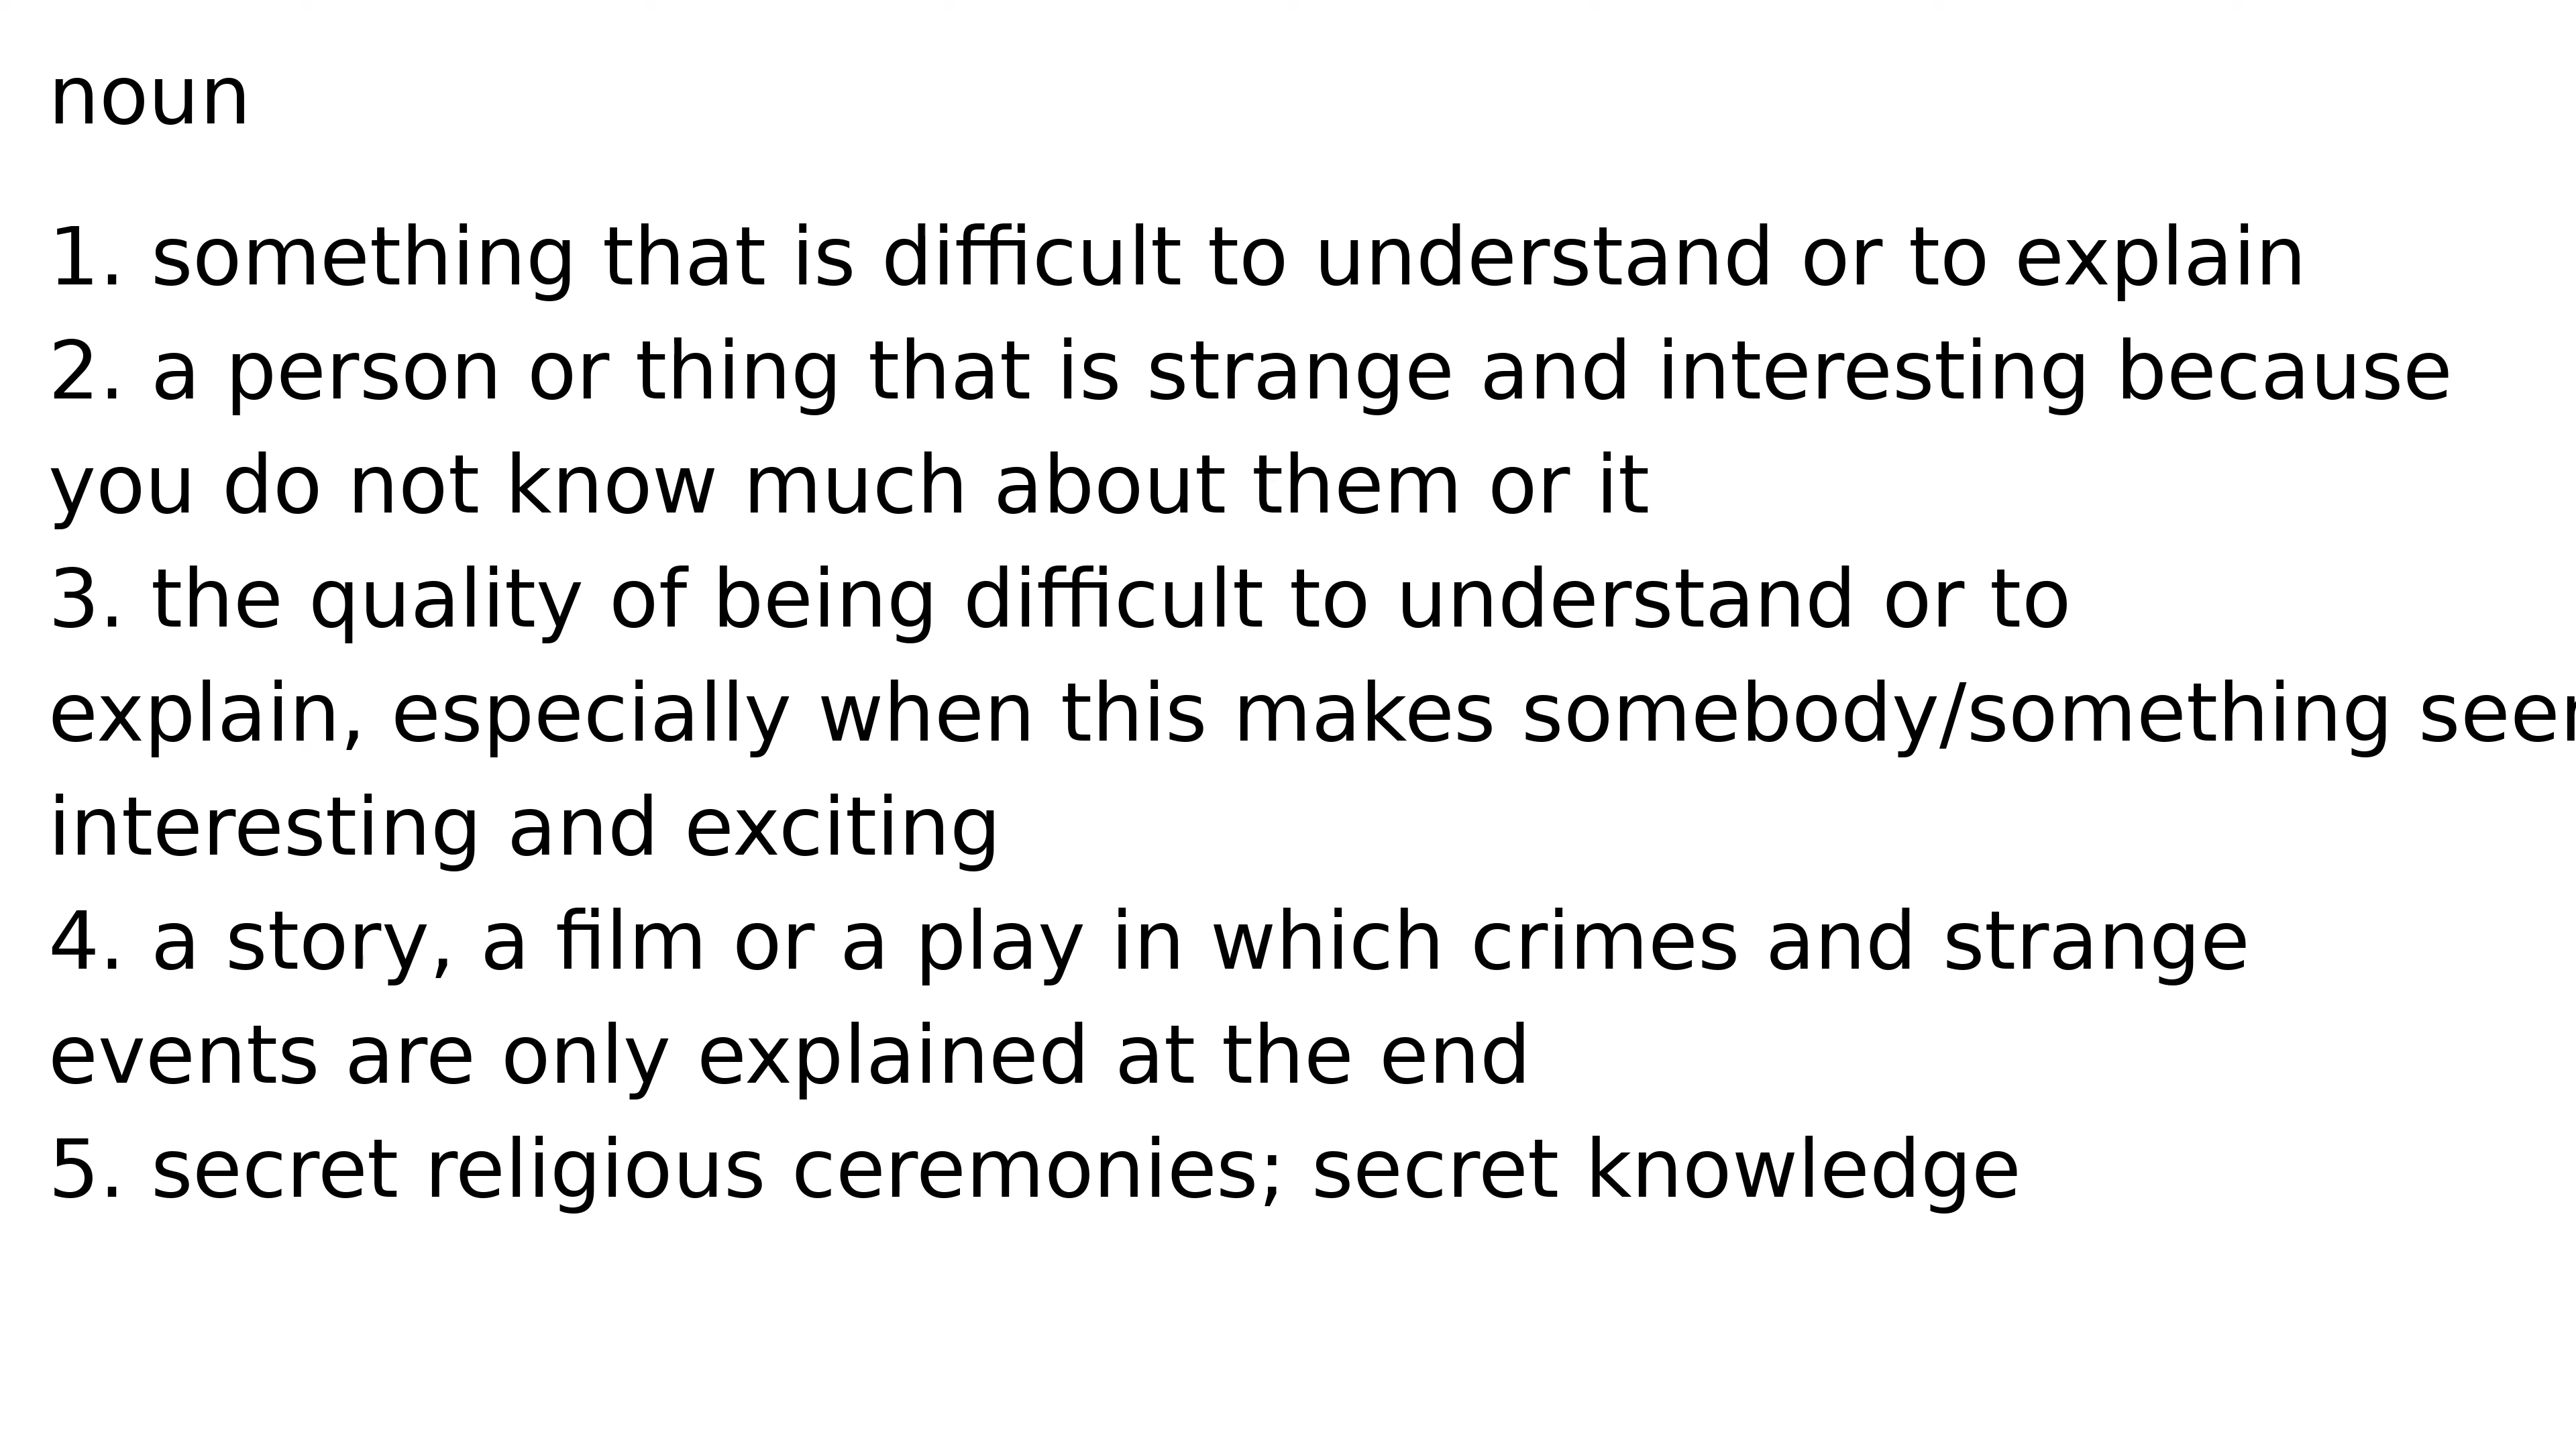 noun
1. something that is difficult to understand or to explain
2. a person or thing that is strange and interesting because
you do not know much about them or it
3. the quality of being difficult to understand or to
explain, especially when this makes somebody/something
interesting and exciting
4. a story, a film or a play in which crimes and strange
events are only explained at the end
5. secret religious ceremonies; secret knowledge